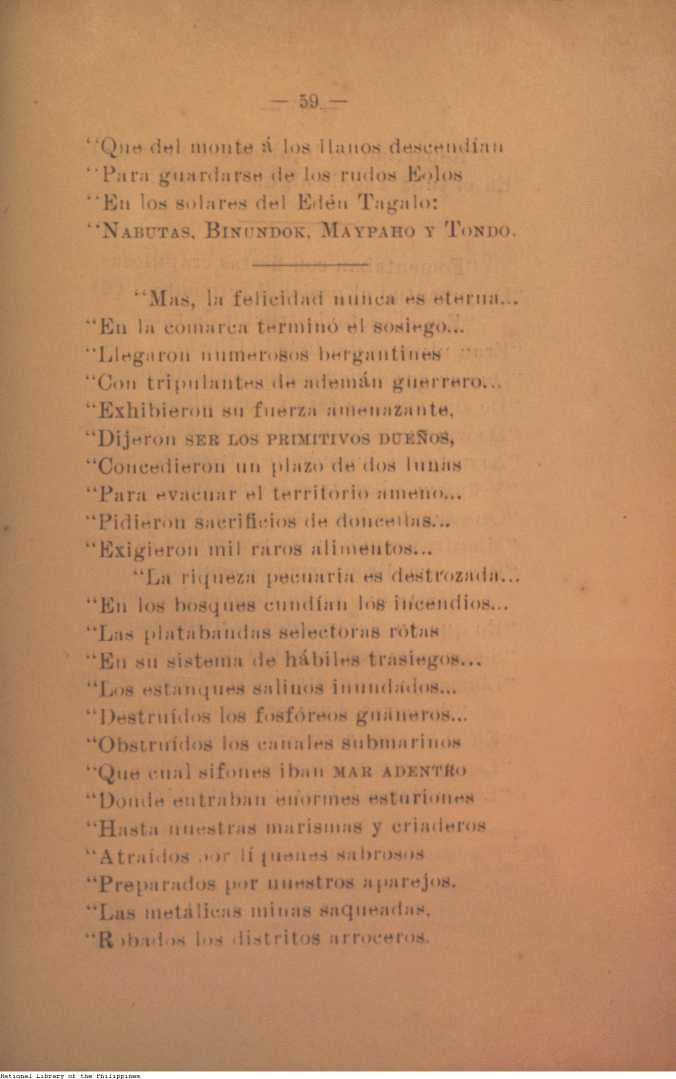 — 59 —
“Que del monte á los llanos descendían
“Para guardarse de los rudos Eolos
“En los solares del Edén Tagalo:
“NABUTAS, BINUNDOK, MAYPAHO Y TONDO.
“Mas, la felicidad nunca es eterna...
“En la comarca terminó el sosiego...
“Llegaron numerosos bergantines
“Con tripulantes de ademán guerrero...
“Exhibieron su fuerza amenazante,
“Dijeron SER LOS PRIMITIVOS DUEÑOS,
“Concedieron un plazo de dos lunas
“Para evacuar el territorio ameno...
“Pidieron sacrificios de doncellas...
“Exigieron mil raros alimentos...
“La riqueza pecuaria es destrozada...
“En los bosques cundían los incendios...
“Las platabandas selectoras rotas
“En su sistema de hábiles trasiegos...
“Los estanques salinos inundados...
“Destruídos los fosfóreos guaneros...
“Obstruídos los canales submarinos
“Que cual sifones iban MAR ADENTRO
“Donde entraban enormes esturiones
“Hasta nuestras marismas y criaderos
“Atraídos por líquenes sabrosos
“Preparados por nuestros aparejos.
“Las metálicas minas saqueadas,
“Robados los distritos arroceros.
National Library of the Philippines